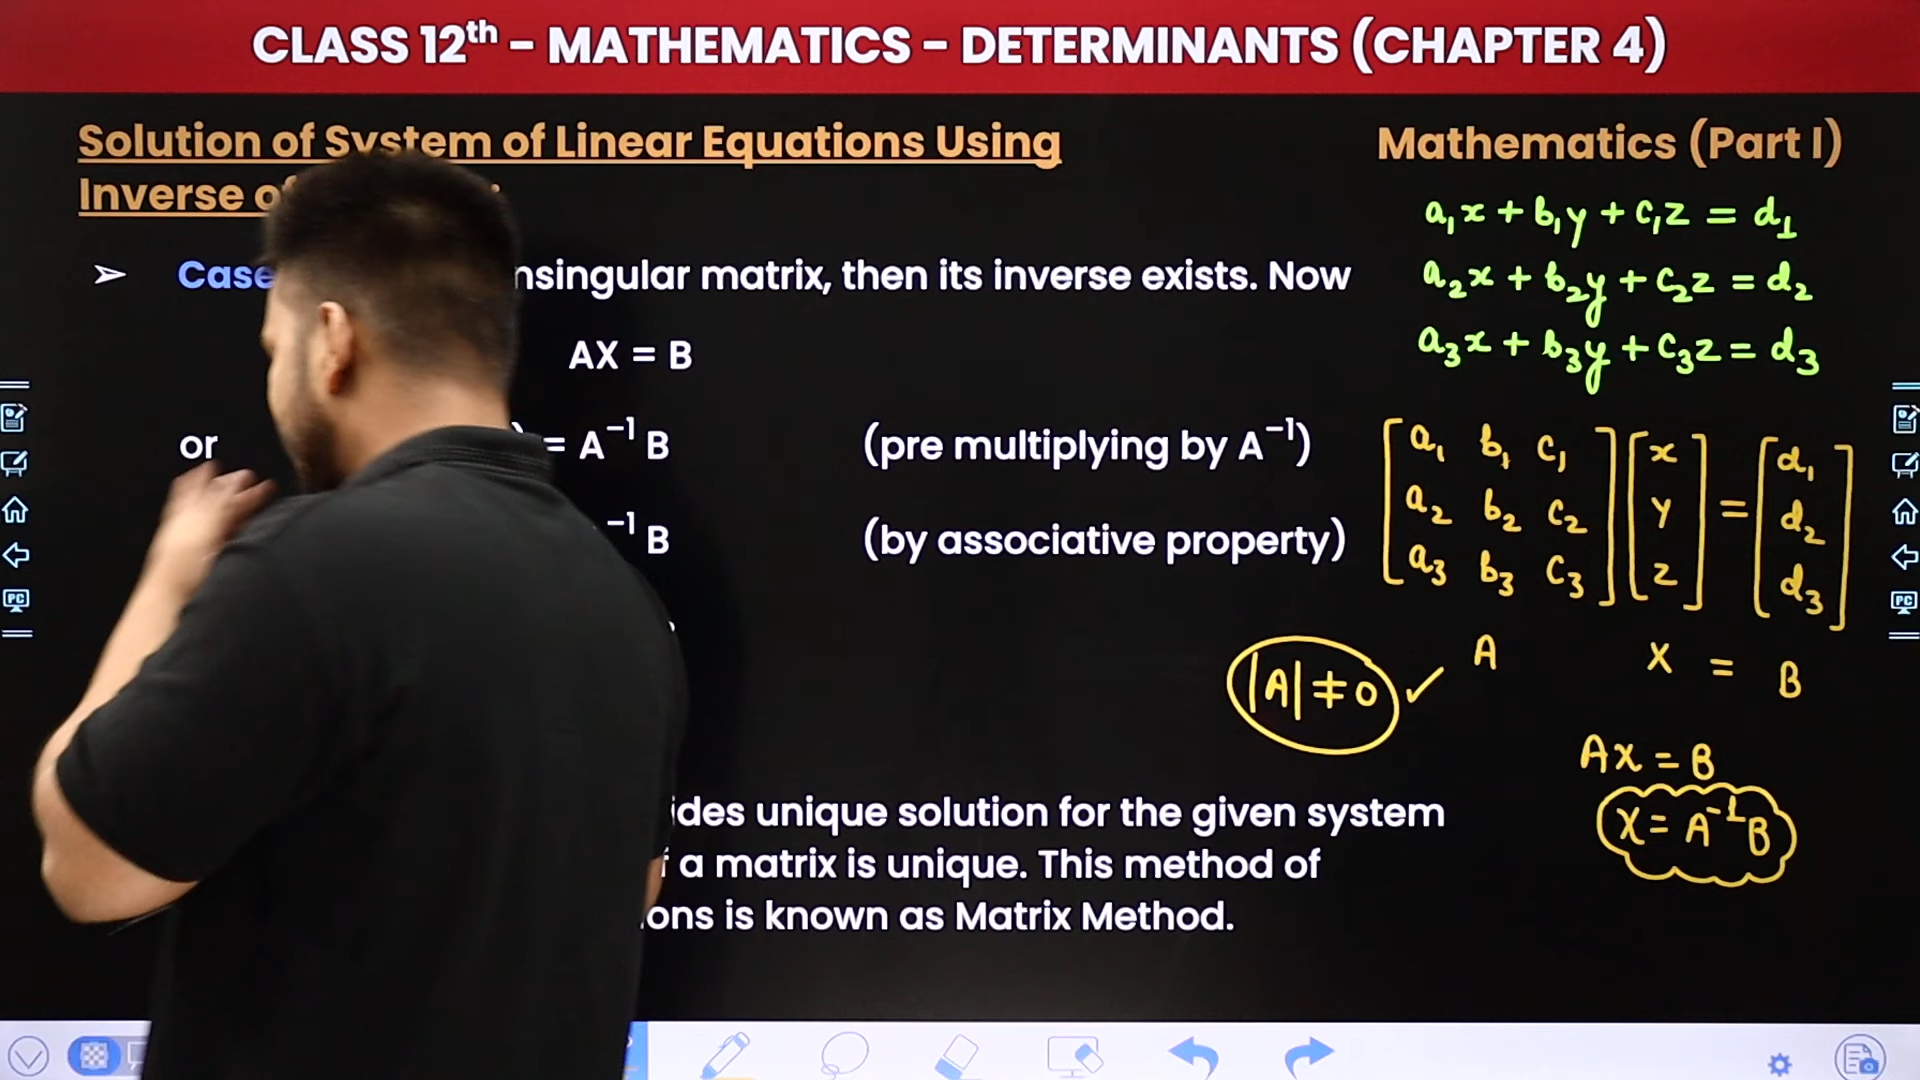 CLASS 12th – MATHEMATICS – DETERMINANTS (CHAPTER 4)
Solution of System of Linear Equations Using
Inverse
Mathematics (Part I)
a₁x + b₁y + c₁z = d₁
a₂x + b₂y + c₂z = d₂
a₃x + b₃y + c₃z = d₃
Case nsingular matrix, then its inverse exists. Now
AX = B
or = A⁻¹ B (pre multiplying by A⁻¹)
⁻¹ B (by associative property)
[a₁ b₁ c₁] [x] = [d₁]
[a₂ b₂ c₂] [y] = [d₂]
[a₃ b₃ c₃] [z] = [d₃]
A X = B
|A| ≠ 0 ✓
AX = B
X = A⁻¹B
ides unique solution for the given system
a matrix is unique. This method of
ons is known as Matrix Method.
PC
PC